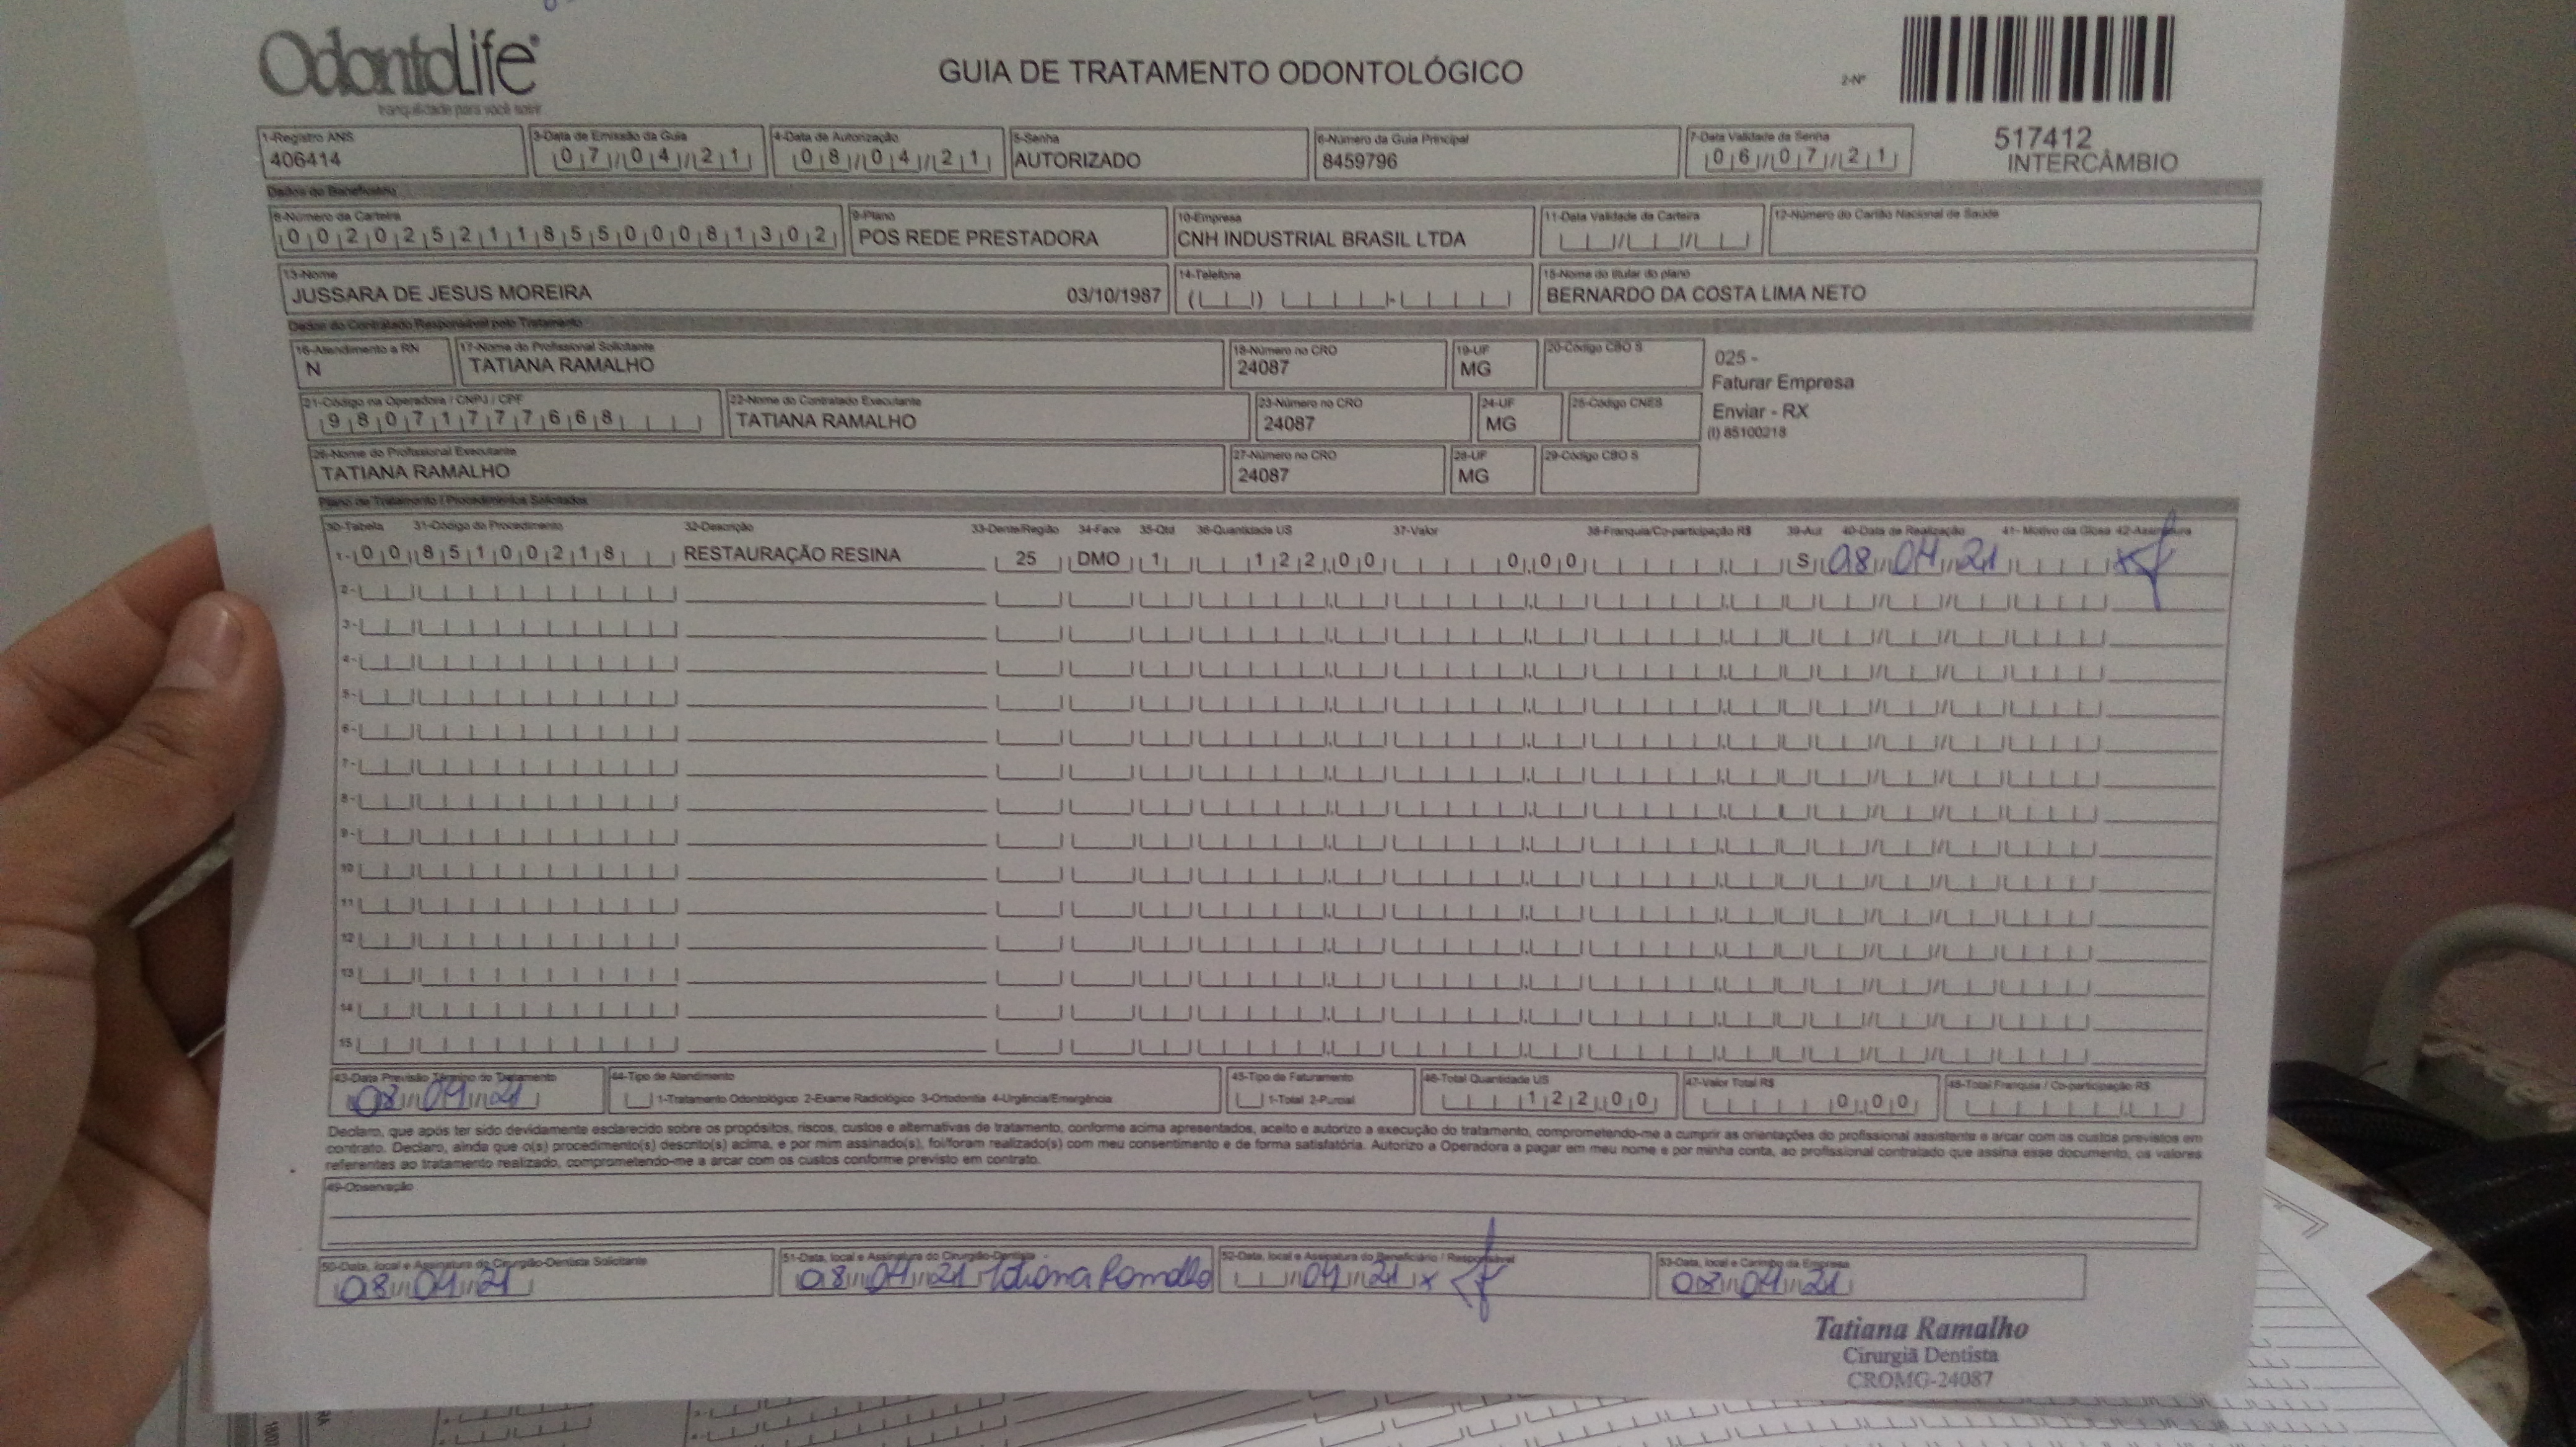 OdontoLife®
tranquilidade para você sorrir
GUIA DE TRATAMENTO ODONTOLÓGICO
2-Nº
517412
INTERCÂMBIO
1-Registro ANS
406414
3-Data de Emissão da Guia
07/04/21
4-Data de Autorização
08/04/21
5-Senha
AUTORIZADO
6-Número da Guia Principal
8459796
7-Data Validade da Senha
06/07/21
Dados do Beneficiário
8-Número da Carteira
00202521185500081302
9-Plano
POS REDE PRESTADORA
10-Empresa
CNH INDUSTRIAL BRASIL LTDA
11-Data Validade da Carteira
12-Número do Cartão Nacional de Saúde
13-Nome
JUSSARA DE JESUS MOREIRA 03/10/1987
14-Telefone
15-Nome do titular do plano
BERNARDO DA COSTA LIMA NETO
Dados do Contratado Responsável pelo Tratamento
16-Atendimento a RN
N
17-Nome do Profissional Solicitante
TATIANA RAMALHO
18-Número no CRO
24087
19-UF
MG
20-Código CBO S
025 -
Faturar Empresa
Enviar - RX
(I) 85100218
21-Código na Operadora / CNPJ / CPF
98071777668
22-Nome do Contratado Executante
TATIANA RAMALHO
23-Número no CRO
24087
24-UF
MG
25-Código CNES
26-Nome do Profissional Executante
TATIANA RAMALHO
27-Número no CRO
24087
28-UF
MG
29-Código CBO S
Plano de Tratamento / Procedimentos Solicitados
30-Tabela 31-Código do Procedimento 32-Descrição 33-Dente/Região 34-Face 35-Qtd 36-Quantidade US 37-Valor 38-Franquia/Co-participação R$ 39-Aut 40-Data de Realização 41- Motivo da Glosa 42-Assinatura
1- 00 85100218 RESTAURAÇÃO RESINA 25 DMO 1 122,00 0,00 S 08/04/21 x
2-
3-
4-
5-
6-
7-
8-
9-
10
11
12
13
14
15
43-Data Previsão Término do Tratamento
08/04/21
44-Tipo de Atendimento
1-Tratamento Odontológico 2-Exame Radiológico 3-Ortodontia 4-Urgência/Emergência
45-Tipo de Faturamento
1-Total 2-Parcial
46-Total Quantidade US
122,00
47-Valor Total R$
0,00
48-Total Franquia / Co-participação R$
Declaro, que após ter sido devidamente esclarecido sobre os propósitos, riscos, custos e alternativas de tratamento, conforme acima apresentados, aceito e autorizo a execução do tratamento, comprometendo-me a cumprir as orientações do profissional assistente e arcar com os custos previstos em
contrato. Declaro, ainda que o(s) procedimento(s) descrito(s) acima, e por mim assinado(s), foi/foram realizado(s) com meu consentimento e de forma satisfatória. Autorizo a Operadora a pagar em meu nome e por minha conta, ao profissional contratado que assina esse documento, os valores
referentes ao tratamento realizado, comprometendo-me a arcar com os custos conforme previsto em contrato.
49-Observação
50-Data, local e Assinatura do Cirurgião-Dentista Solicitante
08/04/21
51-Data, local e Assinatura do Cirurgião-Dentista
08/04/21 Tatiana Ramalho
52-Data, local e Assinatura do Beneficiário / Responsável
/04/21 x
53-Data, local e Carimbo da Empresa
08/04/21
Tatiana Ramalho
Cirurgiã Dentista
CROMG-24087